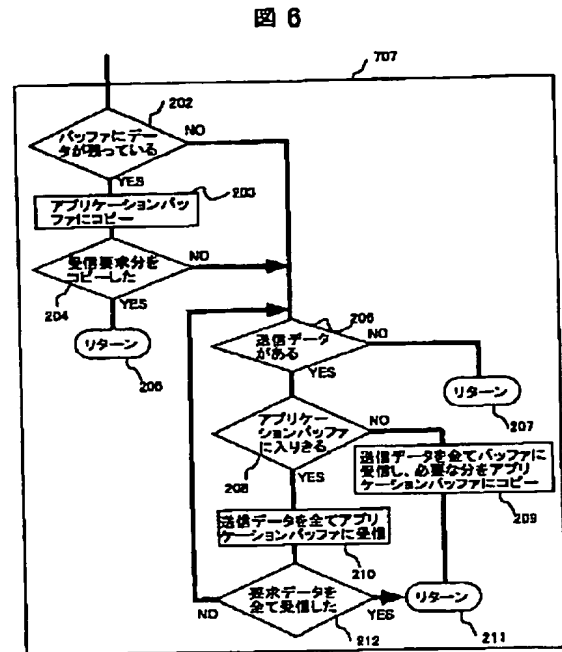 図 6
707
202
バッファにデー
タが残っている
NO
YES
203
アプリケーションバッ
ファにコピー
受信要求分を
コピーした
NO
204
YES
リターン
205
206
送信データ
がある
NO
YES
リターン
207
アプリケー
ションバッファ
に入りきる
NO
208
YES
送信データを全てバッファに
受信し、必要な分をアプリ
ケーションバッファにコピー
209
送信データを全てアプリ
ケーションバッファに受信
210
要求データを
全て受信した
NO
YES
リターン
212
211